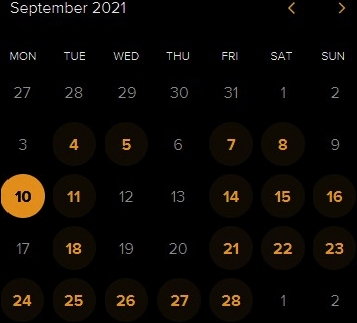 September 2021
MON TUE WED THU FRI SAT SUN
27 28 29 30 31 1 2
3 4 5 6 7 8 9
10 11 12 13 14 15 16
17 18 19 20 21 22 23
24 25 26 27 28 1 2